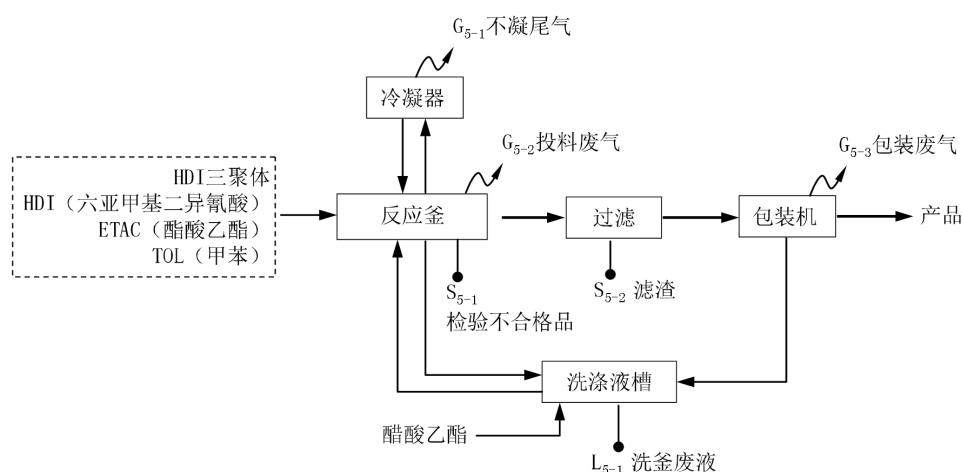 G5-1不凝尾气
冷凝器
G5-2投料废气
G5-3包装废气
HDI三聚体
HDI（六亚甲基二异氰酸）
ETAC（酯酸乙酯）
TOL（甲苯）
反应釜
过滤
包装机
产品
S5-1
检验不合格品
S5-2 滤渣
洗涤液槽
醋酸乙酯
L5-1 洗釜废液